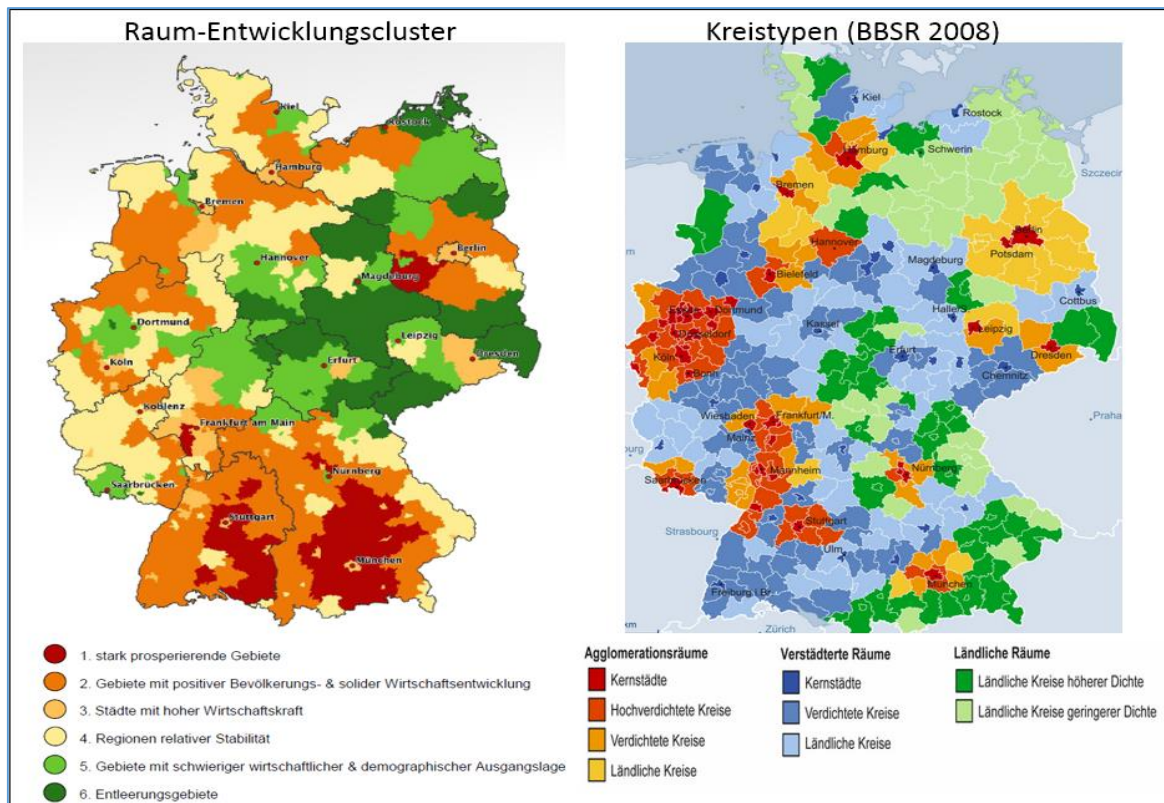 Raum-Entwicklungscluster
Kiel
Rostock
Hamburg
Bremen
Berlin
Hannover
Magdeburg
Dortmund
Leipzig
Dresden
Köln
Erfurt
Koblenz
Frankfurt am Main
Nürnberg
Saarbrücken
Stuttgart
München
1. stark prosperierende Gebiete
2. Gebiete mit positiver Bevölkerungs- & solider Wirtschaftsentwicklung
3. Städte mit hoher Wirtschaftskraft
4. Regionen relativer Stabilität
5. Gebiete mit schwieriger wirtschaftlicher & demographischer Ausgangslage
6. Entleerungsgebiete
Kreistypen (BBSR 2008)
Kiel
Rostock
Hamburg
Schwerin
Szczecin
Bremen
Berlin
Hannover
Potsdam
Bielefeld
Magdeburg
Essen
Dortmund
Cottbus
Halle/S.
Düsseldorf
Kassel
Leipzig
Köln
Erfurt
Dresden
Bonn
Chemnitz
Wiesbaden
Frankfurt/M.
Praha
Mainz
Mannheim
Nürnberg
Saarbrücken
Stuttgart
Strasbourg
Ulm
München
Freiburg i.Br.
Zürich
km
Agglomerationsräume
Kernstädte
Hochverdichtete Kreise
Verdichtete Kreise
Ländliche Kreise
Verstädterte Räume
Kernstädte
Verdichtete Kreise
Ländliche Kreise
Ländliche Räume
Ländliche Kreise höherer Dichte
Ländliche Kreise geringerer Dichte